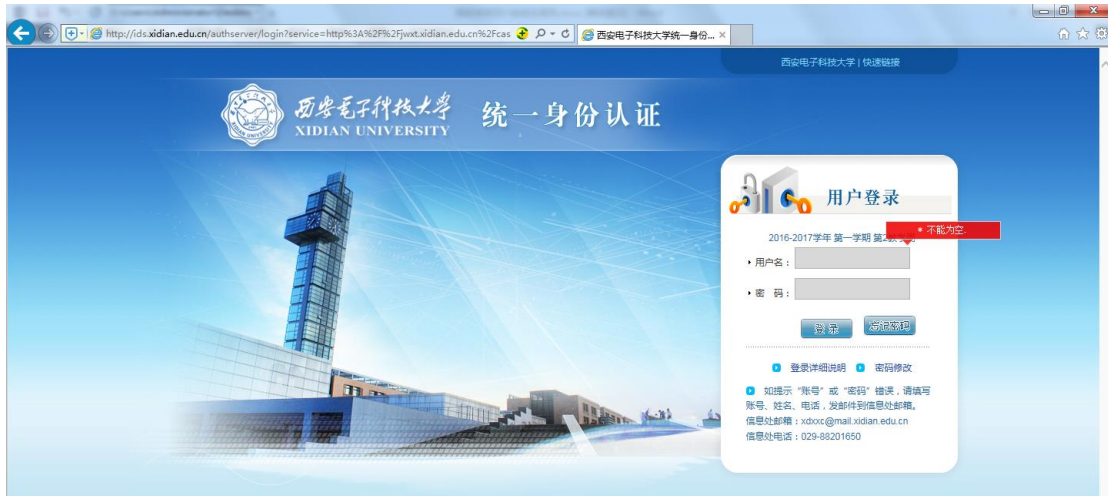 http://ids.xidian.edu.cn/authserver/login?service=http%3A%2F%2Fjwxt.xidian.edu.cn%2Fcas
西安电子科技大学统一身份...
西安电子科技大学 | 快速链接
西安电子科技大学 统一身份认证
XIDIAN UNIVERSITY
用户登录
* 不能为空.
2016-2017学年 第一学期 第2
用户名：
密 码：
登 录 忘记密码
登录详细说明 密码修改
如提示 “账号” 或 “密码” 错误，请填写
账号、姓名、电话，发邮件到信息处邮箱。
信息处邮箱：xdxxc@mail.xidian.edu.cn
信息处电话：029-88201650